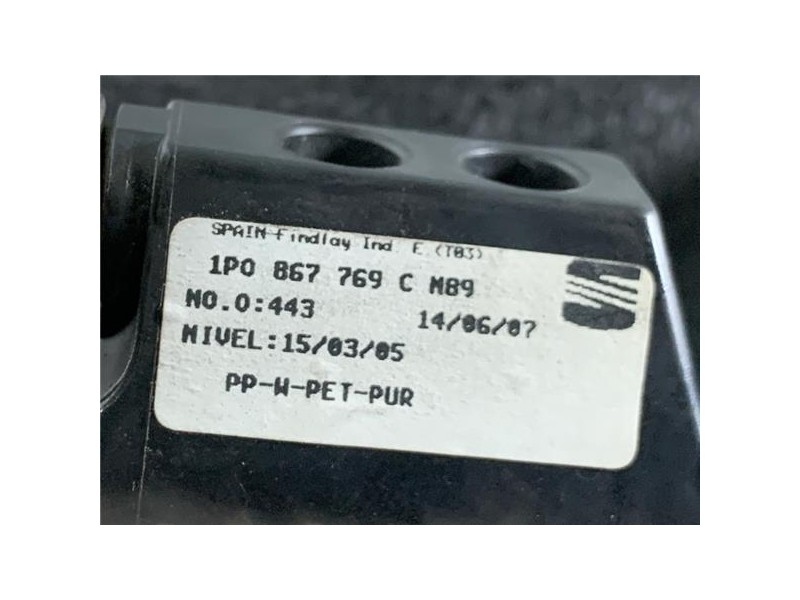 SPAIN-Findlay Ind. E.(T03)
1P0 867 769 C M89
NO.O:443 14/06/07
NIVEL:15/03/05
PP-W-PET-PUR